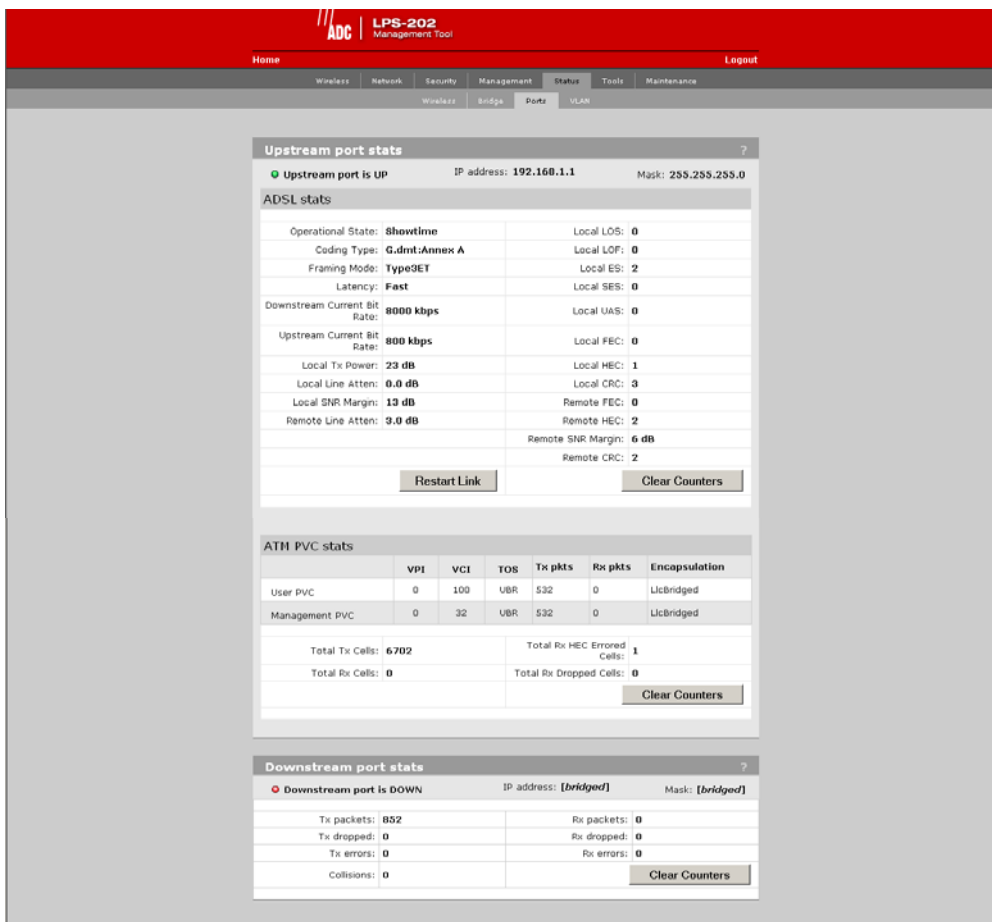 ADC
LPS-202
Management Tool
Home Logout
Wireless Network Security Management Status Tools Maintenance
Wireless Bridge Ports VLAN
Upstream port stats ?
Upstream port is UP IP address: 192.168.1.1 Mask: 255.255.255.0
ADSL stats
Operational State: Showtime Local LOS: 0
Coding Type: G.dmt:Annex A Local LOF: 0
Framing Mode: Type3ET Local ES: 2
Latency: Fast Local SES: 0
Downstream Current Bit Rate: 8000 kbps Local UAS: 0
Upstream Current Bit Rate: 800 kbps Local FEC: 0
Local Tx Power: 23 dB Local HEC: 1
Local Line Atten: 0.0 dB Local CRC: 3
Local SNR Margin: 13 dB Remote FEC: 0
Remote Line Atten: 3.0 dB Remote HEC: 2
Remote SNR Margin: 6 dB
Remote CRC: 2
Restart Link Clear Counters
ATM PVC stats
VPI VCI TOS Tx pkts Rx pkts Encapsulation
User PVC 0 100 UBR 532 0 LlcBridged
Management PVC 0 32 UBR 532 0 LlcBridged
Total Tx Cells: 6702 Total Rx HEC Errored Cells: 1
Total Rx Cells: 0 Total Rx Dropped Cells: 0
Clear Counters
Downstream port stats ?
Downstream port is DOWN IP address: [bridged] Mask: [bridged]
Tx packets: 852 Rx packets: 0
Tx dropped: 0 Rx dropped: 0
Tx errors: 0 Rx errors: 0
Collisions: 0 Clear Counters